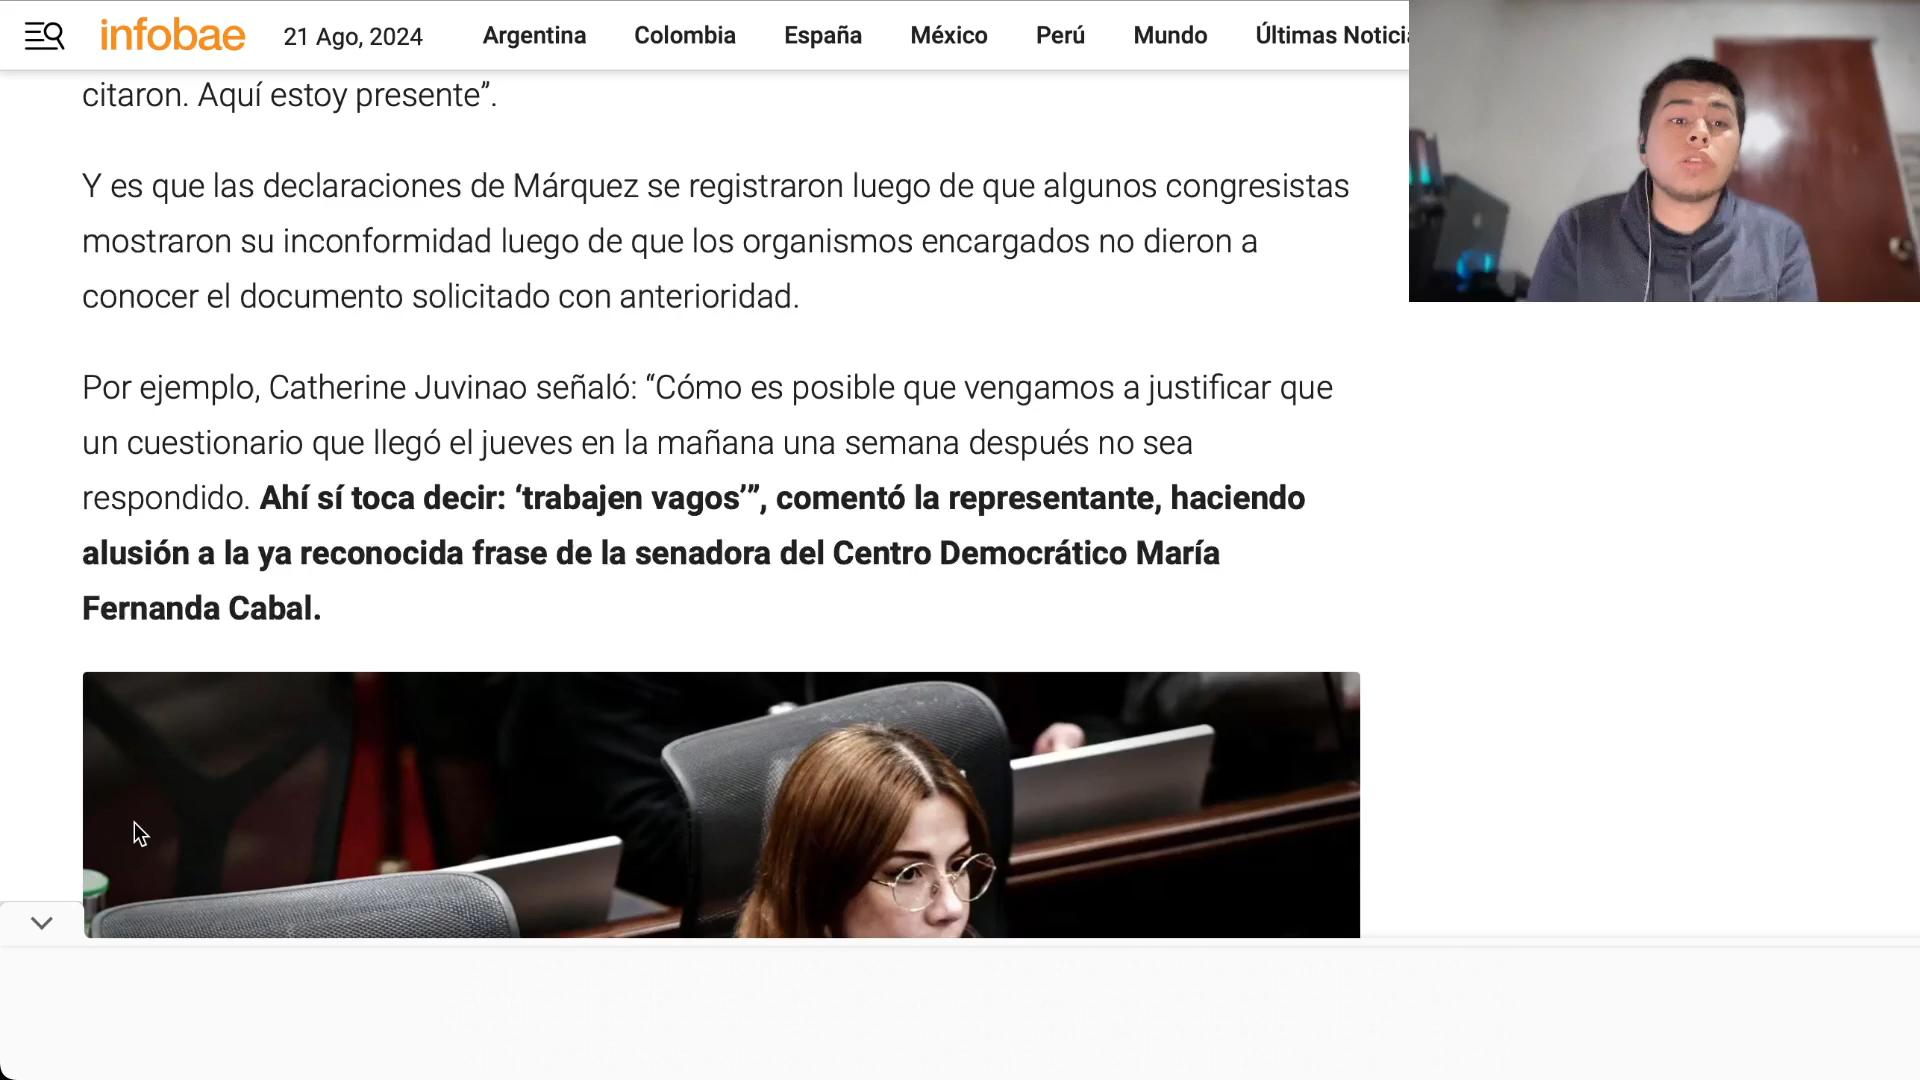 infobae
21 Ago, 2024
Argentina
Colombia
España
México
Perú
Mundo
Últimas Notici
citaron. Aquí estoy presente”.
Y es que las declaraciones de Márquez se registraron luego de que algunos congresistas
mostraron su inconformidad luego de que los organismos encargados no dieron a
conocer el documento solicitado con anterioridad.
Por ejemplo, Catherine Juvinao señaló: “Cómo es posible que vengamos a justificar que
un cuestionario que llegó el jueves en la mañana una semana después no sea
respondido. Ahí sí toca decir: ‘trabajen vagos’”, comentó la representante, haciendo
alusión a la ya reconocida frase de la senadora del Centro Democrático María
Fernanda Cabal.